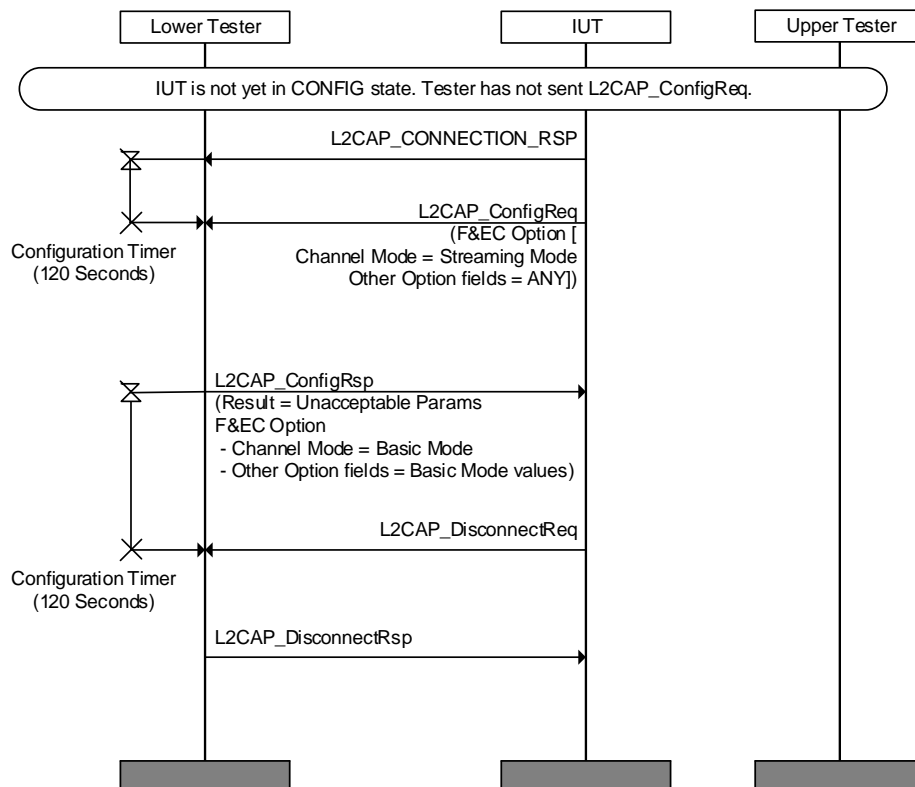 Lower Tester
IUT
Upper Tester
IUT is not yet in CONFIG state. Tester has not sent L2CAP_ConfigReq.
L2CAP_CONNECTION_RSP
L2CAP_ConfigReq
(F&EC Option [
Channel Mode = Streaming Mode
Other Option fields = ANY])
Configuration Timer
(120 Seconds)
L2CAP_ConfigRsp
(Result = Unacceptable Params
F&EC Option
- Channel Mode = Basic Mode
- Other Option fields = Basic Mode values)
L2CAP_DisconnectReq
Configuration Timer
(120 Seconds)
L2CAP_DisconnectRsp